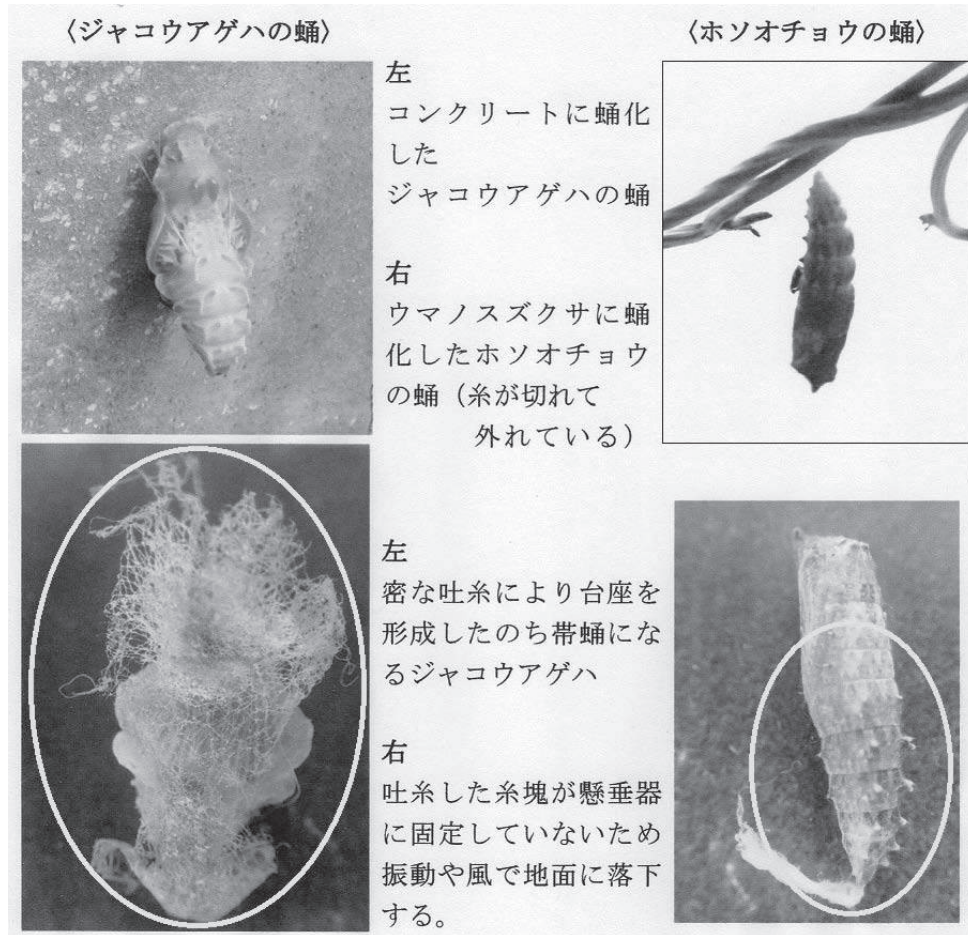 〈ジャコウアゲハの蛹〉
〈ホソオチョウの蛹〉
左
コンクリートに蛹化
した
ジャコウアゲハの蛹
右
ウマノスズクサに蛹
化したホソオチョウ
の蛹（糸が切れて
外れている）
左
密な吐糸により台座を
形成したのち帯蛹にな
るジャコウアゲハ
右
吐糸した糸塊が懸垂器
に固定していないため
振動や風で地面に落下
する。